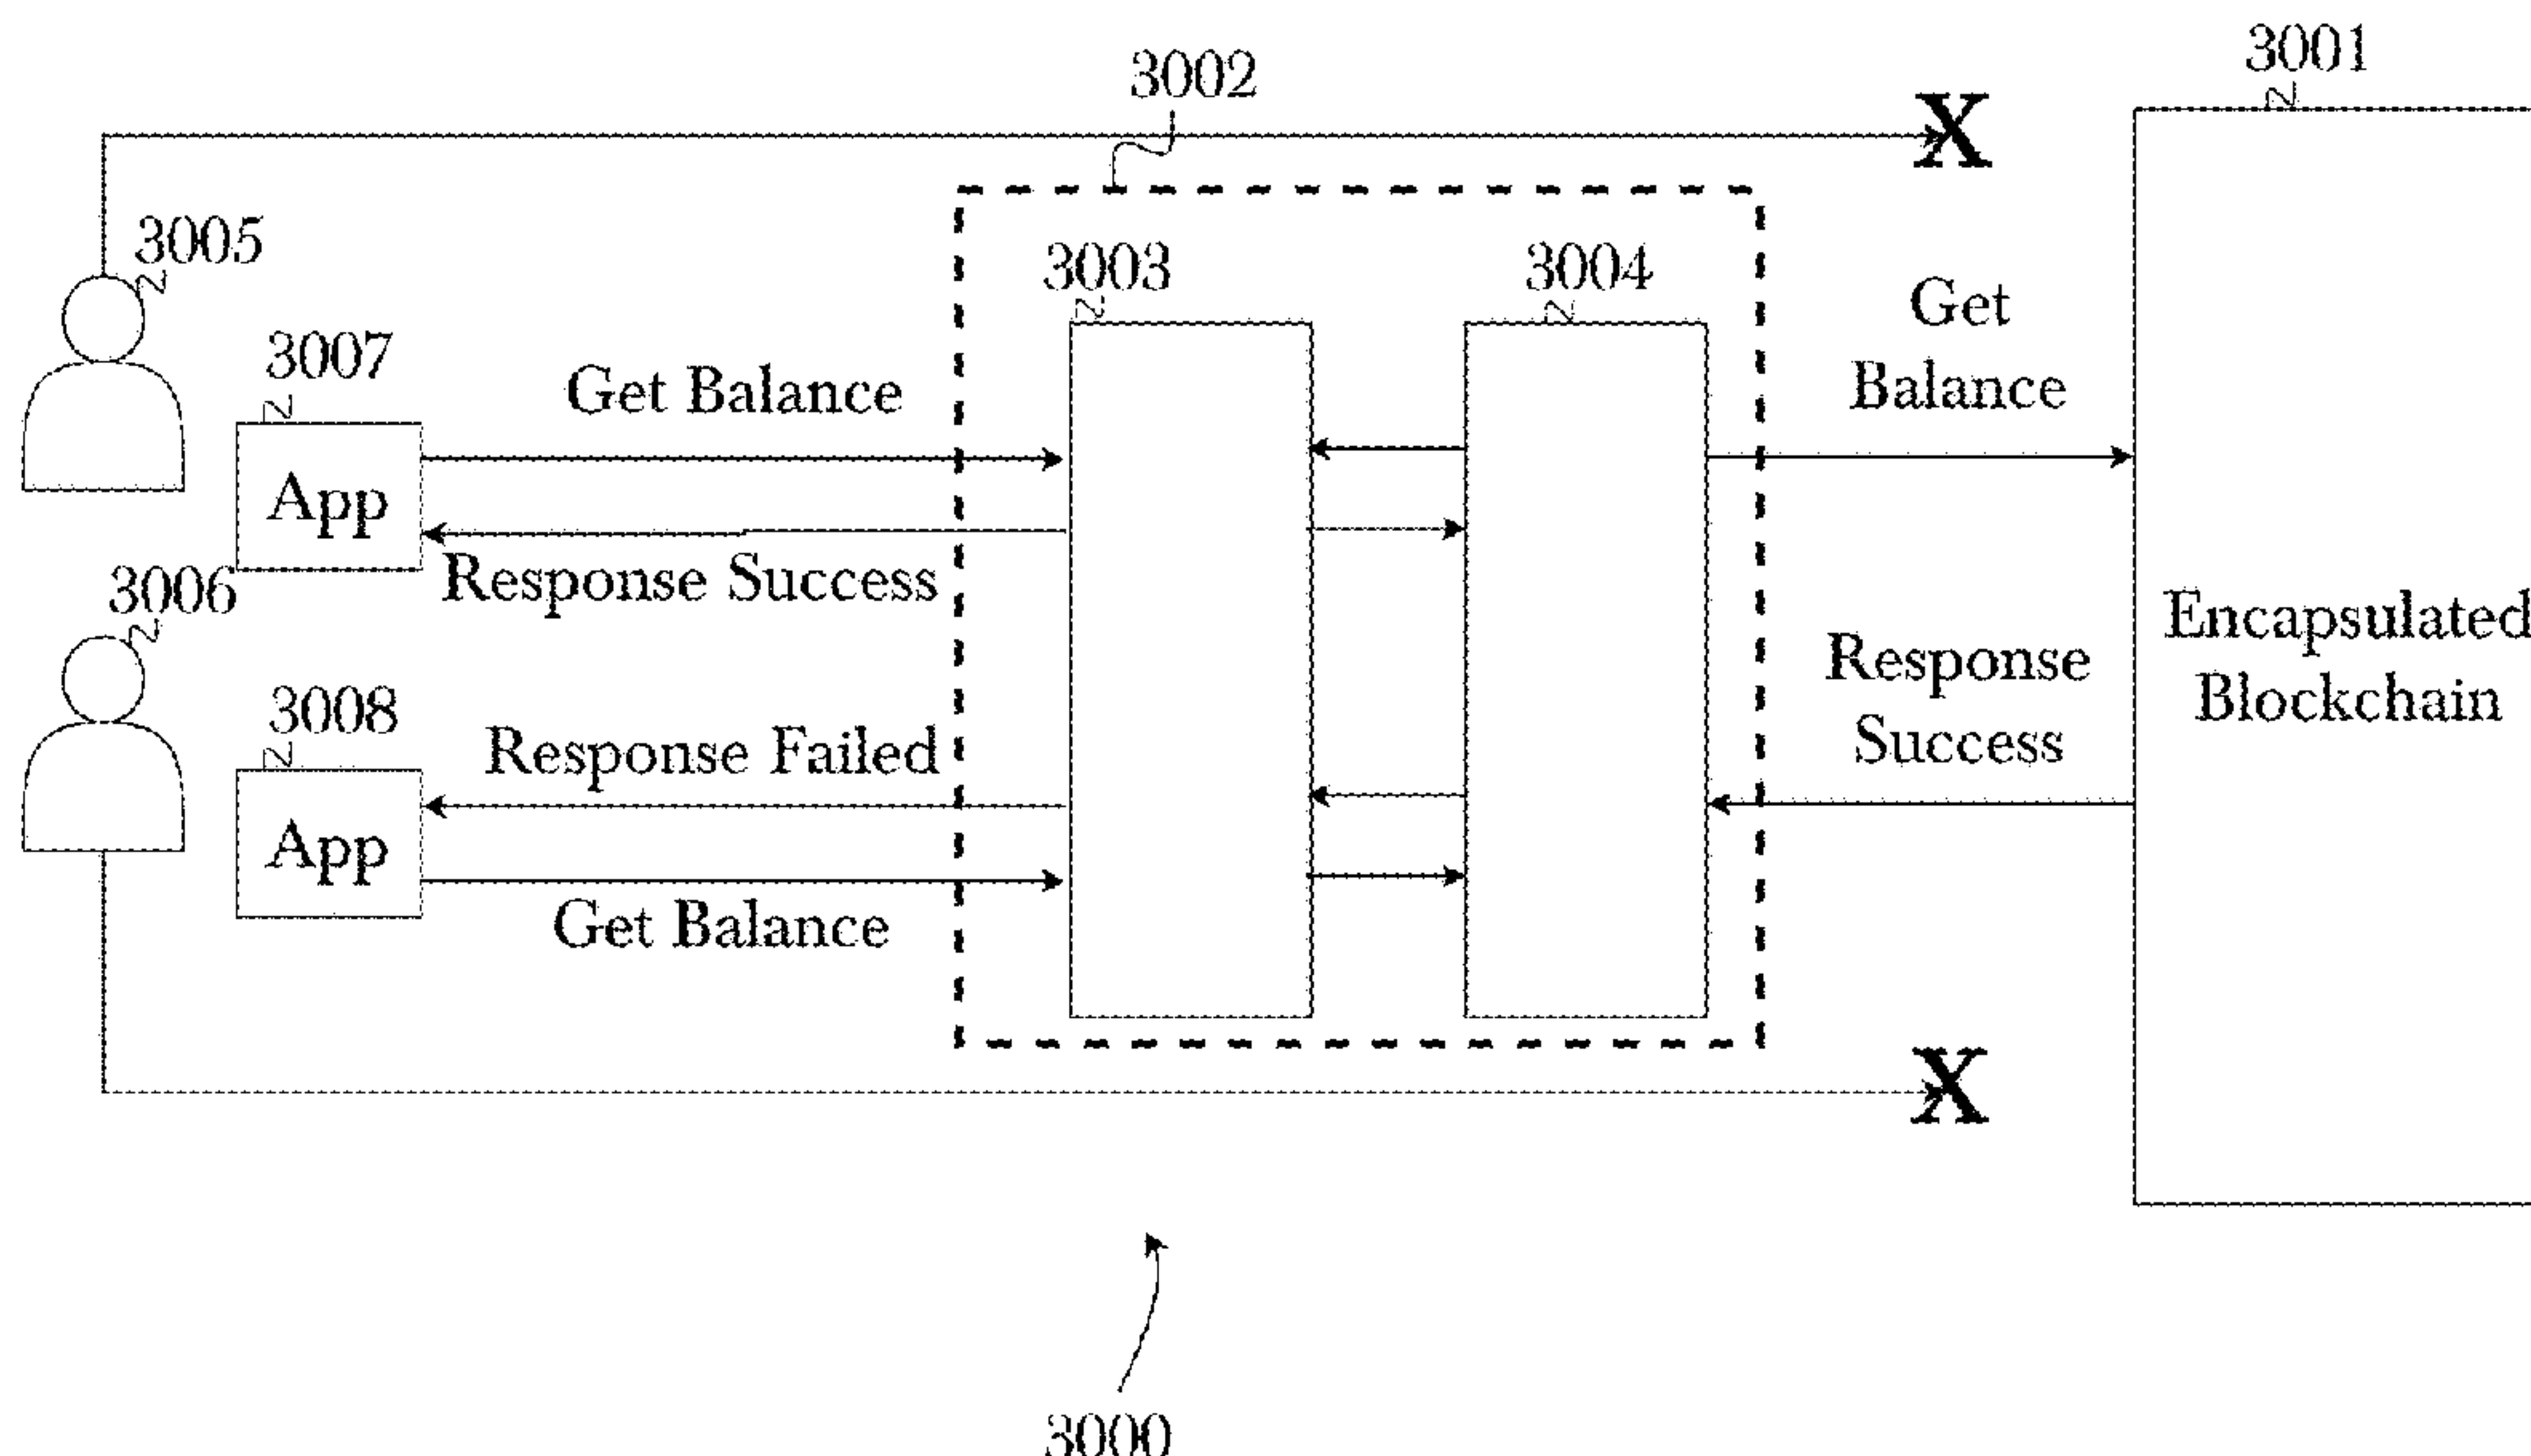 3001
3002
X
3005
3003
3004
Get
Balance
3007
Get Balance
App
Response Success
3006
Encapsulated
Blockchain
Response
Success
3008
Response Failed
App
Get Balance
X
3000